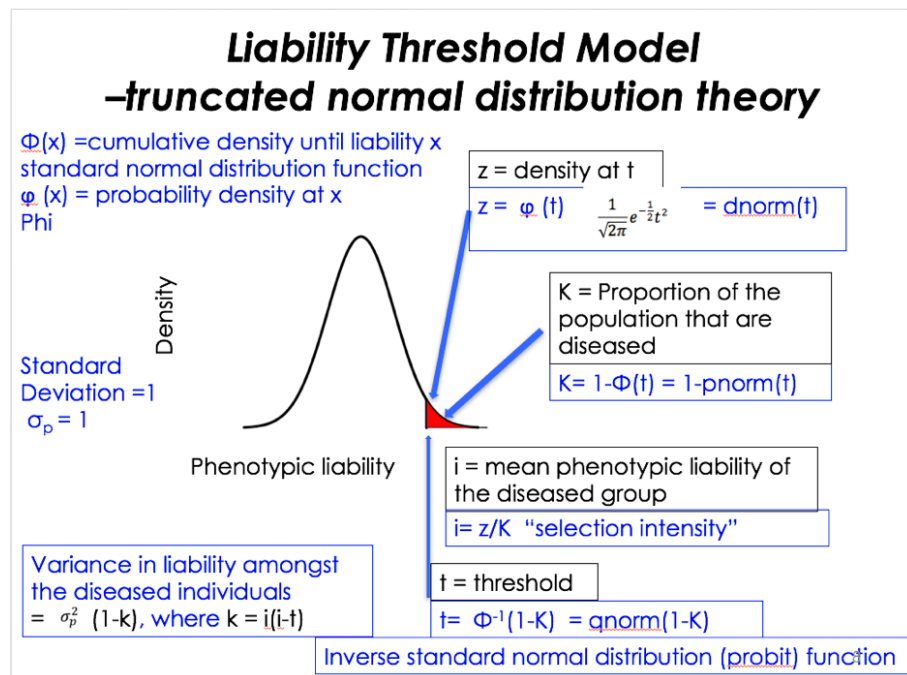 Liability Threshold Model
–truncated normal distribution theory
Φ(x) =cumulative density until liability x
standard normal distribution function
φ (x) = probability density at x
Phi
z = density at t
z = φ (t) 1/√2π e^-½t² = dnorm(t)
Density
K = Proportion of the
population that are
diseased
K= 1-Φ(t) = 1-pnorm(t)
Standard
Deviation =1
σp = 1
Phenotypic liability
i = mean phenotypic liability of
the diseased group
i= z/K “selection intensity”
Variance in liability amongst
the diseased individuals
= σ²p (1-k), where k = i(i-t)
t = threshold
t= Φ-1(1-K) = qnorm(1-K)
Inverse standard normal distribution (probit) function